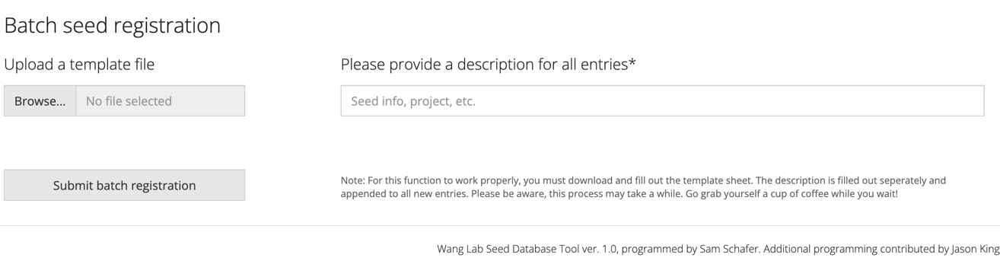 Batch seed registration
Upload a template file
Please provide a description for all entries*
Browse...
No file selected
Seed info, project, etc.
Submit batch registration
Note: For this function to work properly, you must download and fill out the template sheet. The description is filled out seperately and
appended to all new entries. Please be aware, this process may take a while. Go grab yourself a cup of coffee while you wait!
Wang Lab Seed Database Tool ver. 1.0, programmed by Sam Schafer. Additional programming contributed by Jason King